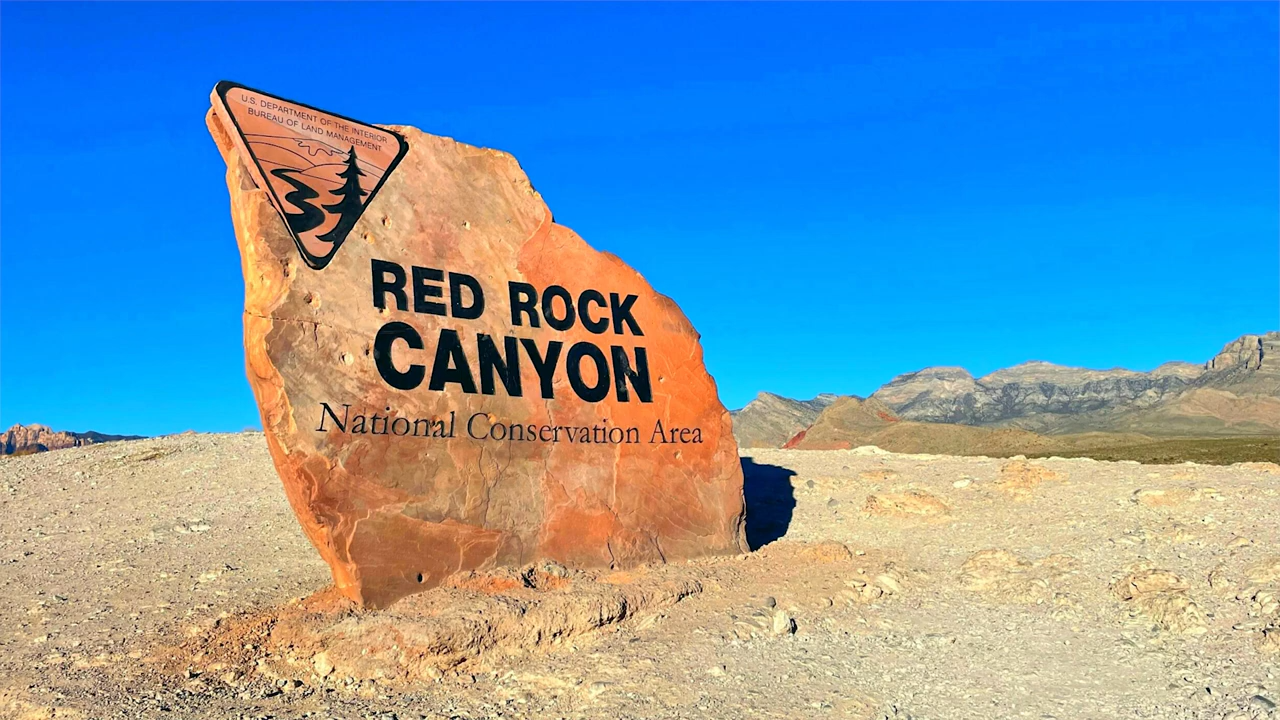 U.S. DEPARTMENT OF THE INTERIOR
BUREAU OF LAND MANAGEMENT
RED ROCK
CANYON
National Conservation Area